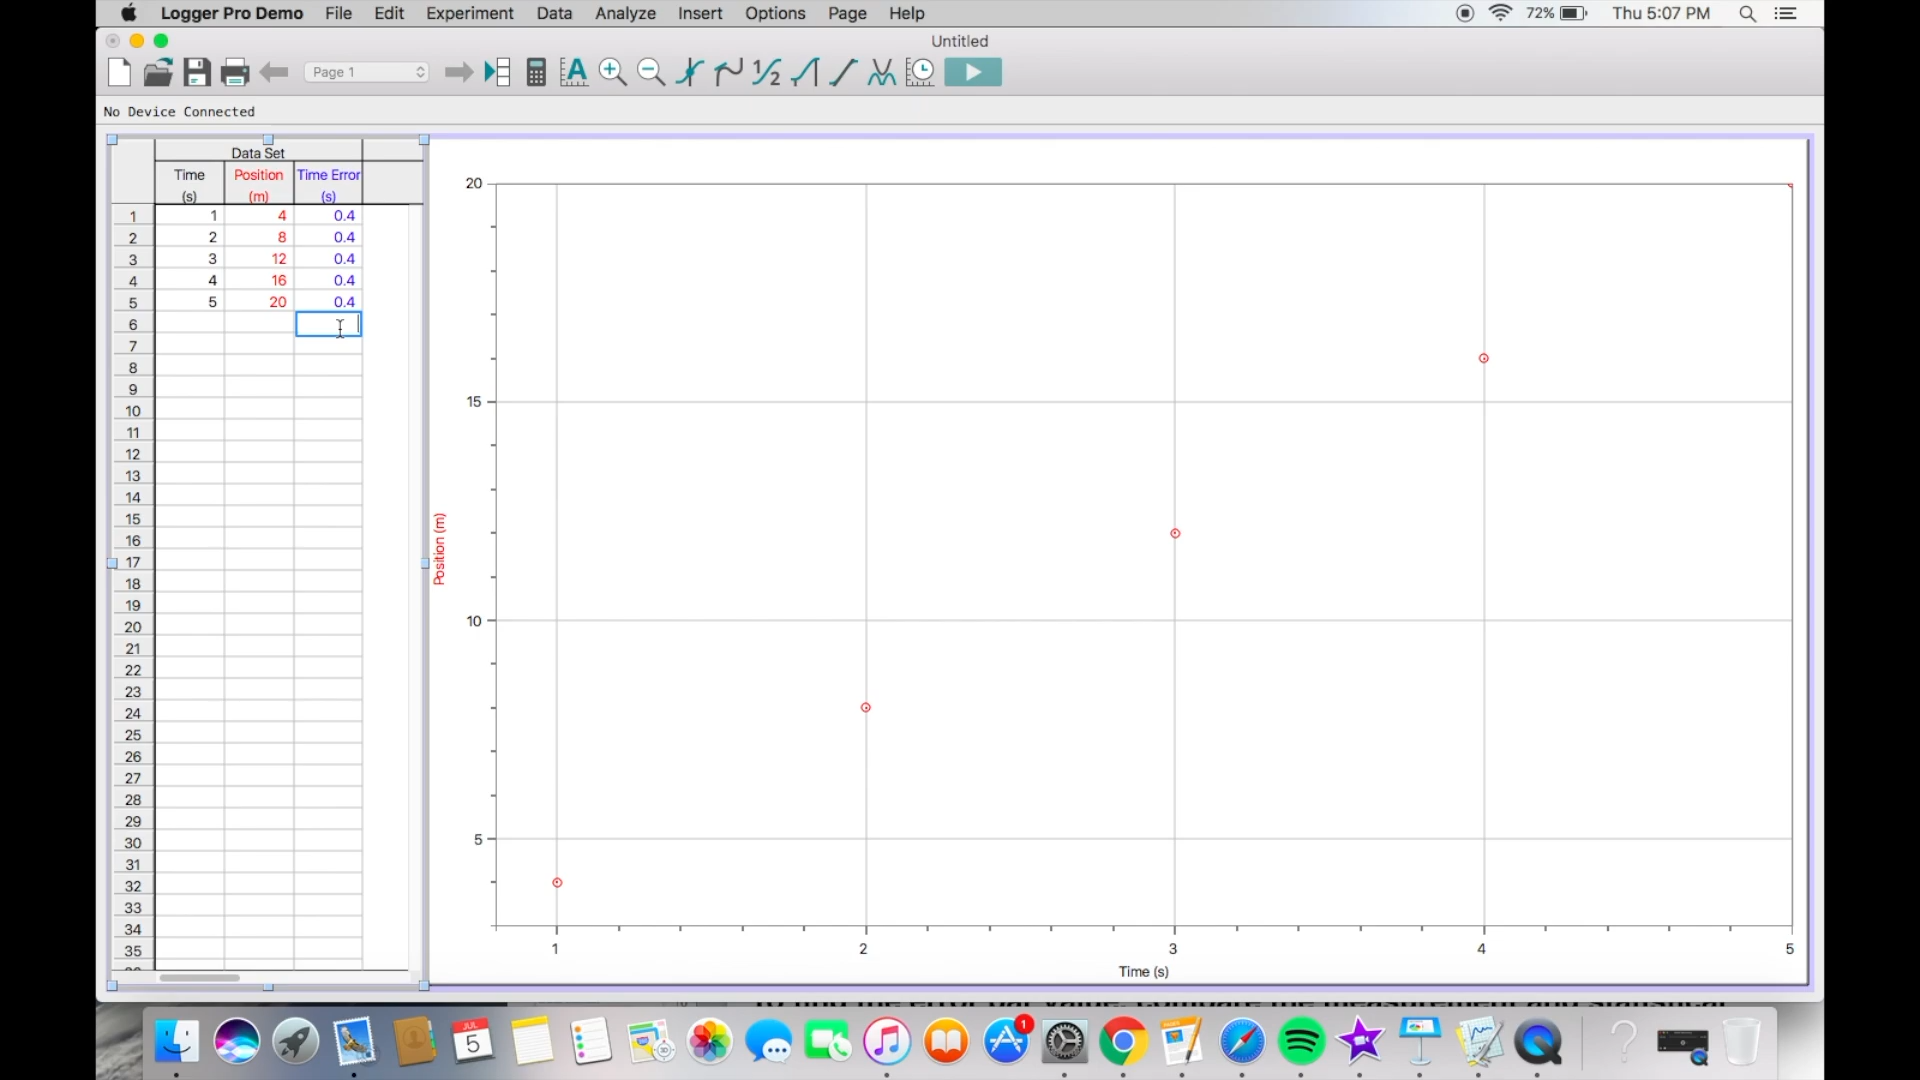 Logger Pro Demo File Edit Experiment Data Analyze Insert Options Page Help 72% Thu 5:07 PM
Untitled
Page 1
No Device Connected
Data Set
Time Position Time Error
(s) (m) (s)
1 1 4 0.4
2 2 8 0.4
3 3 12 0.4
4 4 16 0.4
5 5 20 0.4
6
7
8
9
10
11
12
13
14
15
16
17
18
19
20
21
22
23
24
25
26
27
28
29
30
31
32
33
34
35
20
15
10
5
Position (m)
1 2 3 4 5
Time (s)
JUL
5
1